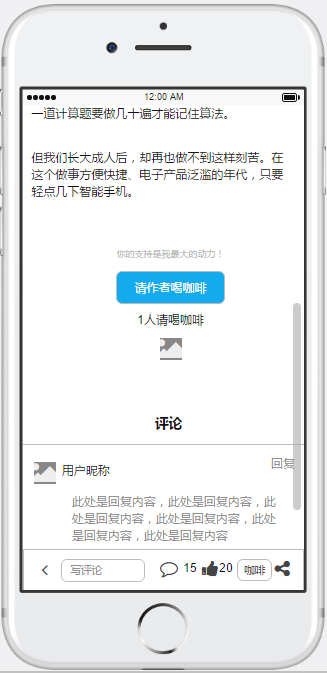 12:00 AM
一道计算题要做几十遍才能记住算法。
但我们长大成人后，却再也做不到这样刻苦。在
这个做事方便快捷、电子产品泛滥的年代，只要
轻点几下智能手机。
你的支持是我最大的动力！
请作者喝咖啡
1人请喝咖啡
评论
用户昵称
回复
此处是回复内容，此处是回复内容，此
处是回复内容，此处是回复内容，此处
是回复内容，此处是回复内容
写评论
15
20
咖啡